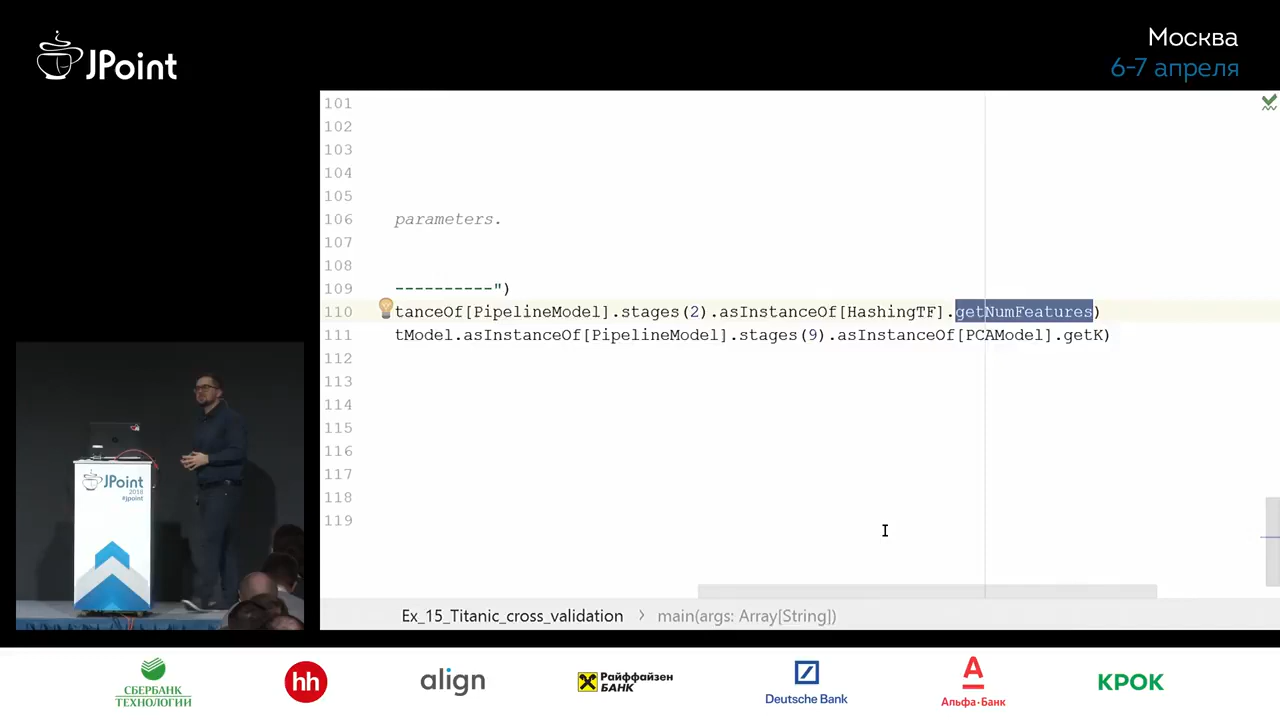 JPoint
Москва
6-7 апреля
101
102
103
104
105
106 parameters.
107
108
109 ----------")
110 tanceOf[PipelineModel].stages(2).asInstanceOf[HashingTF].getNumFeatures)
111 tModel.asInstanceOf[PipelineModel].stages(9).asInstanceOf[PCAModel].getK)
112
113
114
115
116
117
118
119
Ex_15_Titanic_cross_validation > main(args: Array[String])
JPoint
2018
#jpoint
СБЕРБАНК
ТЕХНОЛОГИИ
hh
align
Райффайзен
БАНК
Deutsche Bank
Альфа·Банк
КРОК